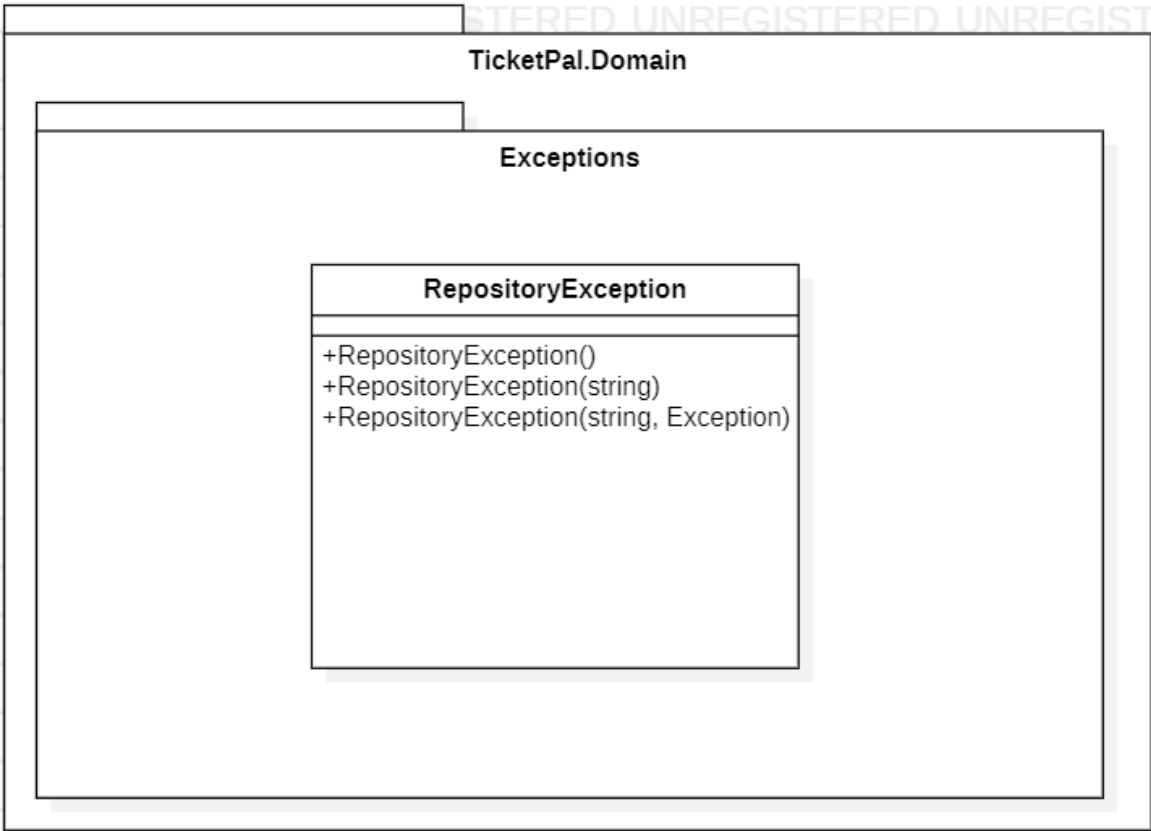 STERED UNREGISTERED UNREGIST
TicketPal.Domain
Exceptions
RepositoryException
+RepositoryException()
+RepositoryException(string)
+RepositoryException(string, Exception)